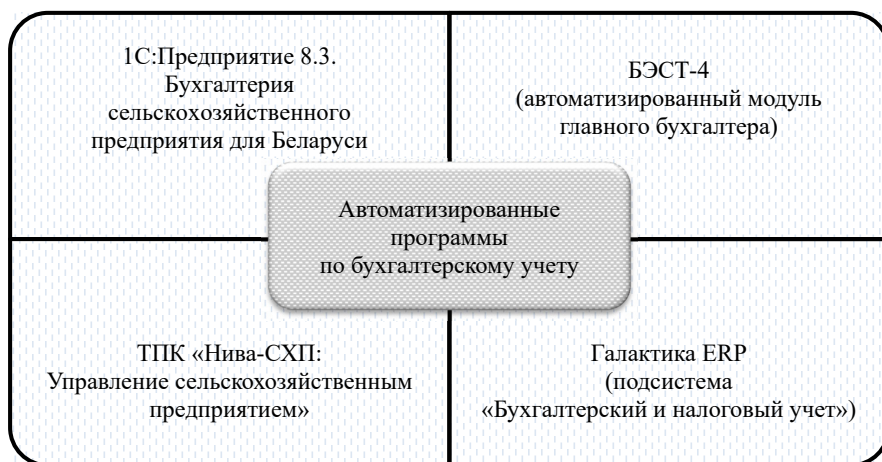 1С:Предприятие 8.3.
Бухгалтерия
сельскохозяйственного
предприятия для Беларуси
БЭСТ-4
(автоматизированный модуль
главного бухгалтера)
Автоматизированные
программы
по бухгалтерскому учету
ТПК «Нива-СХП:
Управление сельскохозяйственным
предприятием»
Галактика ERP
(подсистема
«Бухгалтерский и налоговый учет»)